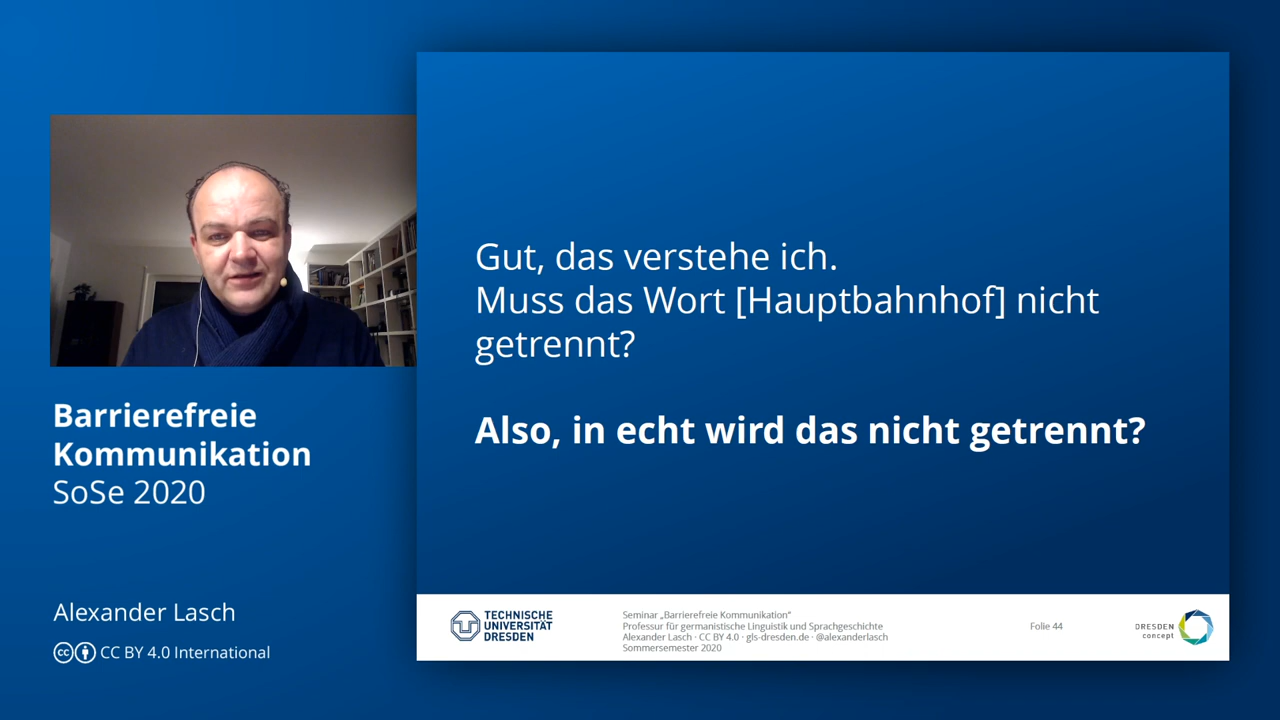 Gut, das verstehe ich.
Muss das Wort [Hauptbahnhof] nicht
getrennt?
Also, in echt wird das nicht getrennt?
Barrierefreie
Kommunikation
SoSe 2020
Alexander Lasch
CC BY 4.0 International
TECHNISCHE
UNIVERSITÄT
DRESDEN
Seminar „Barrierefreie Kommunikation“
Professur für germanistische Linguistik und Sprachgeschichte
Alexander Lasch · CC BY 4.0 · gls-dresden.de · @alexanderlasch
Sommersemester 2020
Folie 44
DRESDEN
concept